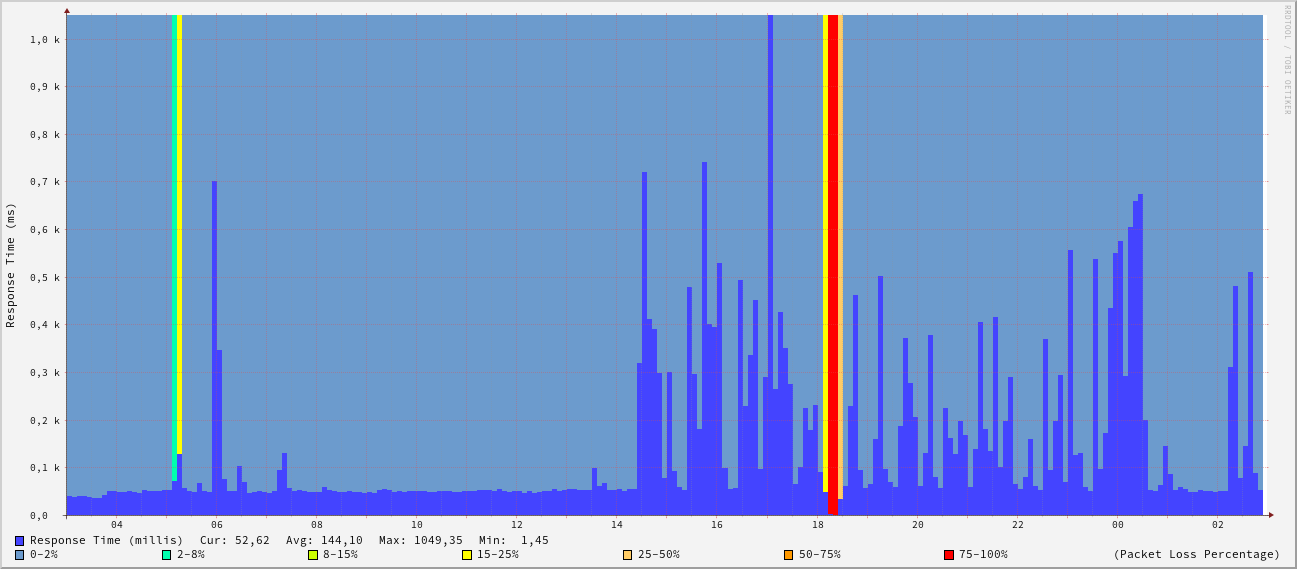 RRDTOOL / TOBI OETIKER
Response Time (ms)
1,0 k
0,9 k
0,8 k
0,7 k
0,6 k
0,5 k
0,4 k
0,3 k
0,2 k
0,1 k
0,0
04 06 08 10 12 14 16 18 20 22 00 02
Response Time (millis) Cur: 52,62 Avg: 144,10 Max: 1049,35 Min: 1,45
0-2% 2-8% 8-15% 15-25% 25-50% 50-75% 75-100% (Packet Loss Percentage)